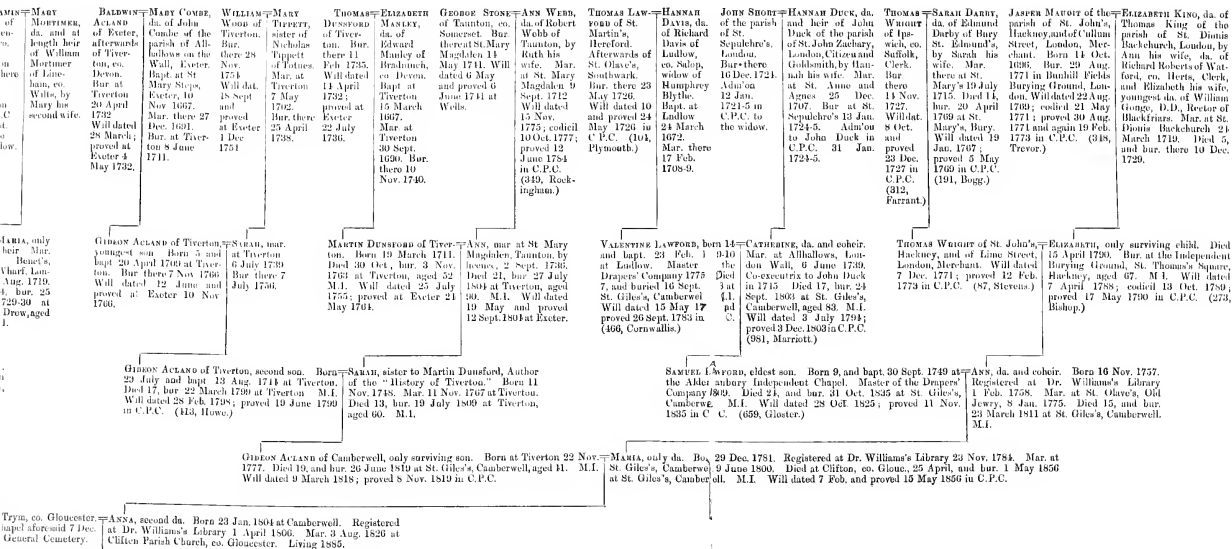 MARY
MORTIMER,
da. and at
length heir
of William
Mortimer
of Line-
ham, co.
Wilts, by
Mary his
second wife.
BALDWIN=MARY COMBE,
ACLAND
of Exeter,
afterwards
of Tiver-
ton, co.
Devon.
Bur at
Tiverton
20 April
1732
Will dated
28 March;
proved at
Exeter 4
May 1732.
da. of John
Combe of the
parish of All-
hallows on the
Wall, Exeter.
Bapt. at St
Mary Steps,
Exeter, 10
Nov 1667.
Mar. there 27
Dec. 1691.
Bur. at Tiver-
ton 8 June
1711.
WILLIAM=MARY
WOOD of
Tiverton.
Bur.
there 28
Nov.
1754
Will dat.
18 Sept
and
proved
at Exeter
1 Dec
1754
TIPPETT,
sister of
Nicholas
Tippett
of Totnes.
Mar. at
Tiverton
7 May
1702.
Bur. there
25 April
1738.
THOMAS=ELIZABETH
DUNSFORD
of Tiver-
ton. Bur.
there 11
Feb 1735.
Will dated
14 April
1732;
proved at
Exeter
22 July
1736.
MANLEY,
da. of
Edward
Manley of
Bradninch,
co Devon.
Bapt at
Tiverton
15 March
1667.
Mar. at
Tiverton
30 Sept.
1690. Bur.
there 10
Nov. 1740.
GEORGE STONE=ANN WEBB,
of Taunton, co.
Somerset. Bur.
thereat St. Mary
Magdalen 14
May 1741. Will
dated 6 May
and proved 6
June 1741 at
Wells.
da. of Robert
Webb of
Taunton, by
Ruth his
wife. Mar.
at St. Mary
Magdalen 9
Sept. 1712
Will dated
15 Nov.
1775; codicil
10 Oct. 1777;
proved 12
June 1784
in C.P.C.
(349, Rock-
ingham.)
THOMAS LAW-=HANNAH
FORD of St.
Martin's,
Hereford.
Afterwards of
St. Olave's,
Southwark.
Bur. there 23
May 1726.
Will dated 10
and proved 24
May 1726 in
C P C. (104,
Plymouth.)
DAVIS, da.
of Richard
Davis of
Ludlow,
co. Salop,
widow of
Humphrey
Blythe.
Bapt. at
Ludlow
24 March
1672.
Mar. there
17 Feb.
1708-9.
JOHN SHORT=HANNAH DUCK, da.
of the parish
of St.
Sepulchre's,
London.
Bur. there
16 Dec. 1724.
Adm'on
12 Jan.
1724-5 in
C.P.C. to
the widow.
and heir of John
Duck of the parish
of St. John Zachary,
London, Citizen and
Goldsmith, by Han-
nah his wife. Mar.
at St. Anne and
Agnes 25 Dec.
1707. Bur at St.
Sepulchre's 13 Jan.
1724-5. Adm'on
to John Duck in
C.P.C. 31 Jan.
1724-5.
THOMAS=SARAH DARBY,
WRIGHT
of Ips-
wich, co.
Suffolk,
Clerk.
Bur
there
14 Nov.
1727.
Will dat.
8 Oct.
and
proved
23 Dec.
1727 in
C.P.C.
(312,
Farrant.)
da. of Edmund
Darby of Bury
St. Edmund's,
by Sarah his
wife. Mar.
there at St.
Mary's 19 July
1715. Died 14,
bur. 20 April
1769 at St.
Mary's, Bury.
Will dated 19
Jan. 1767;
proved 5 May
1769 in C.P.C.
(191, Bogg.)
JASPER MAUDIT of the=ELIZABETH KING, da. of
parish of St. John's,
Hackney, and of Cullum
Street, London, Mer-
chant. Born 14 Oct.
1696. Bur. 29 Aug.
1771 in Bunhill Fields
Burying Ground, Lon-
don. Will dated 22 Aug.
1769; codicil 21 May
1771; proved 30 Aug.
1771 and again 19 Feb.
1773 in C.P.C. (348,
Trevor.)
Thomas King of the
parish of St. Dionis
Backchurch, London, by
Ann his wife, da. of
Richard Roberts of Wat-
ford, co. Herts, Clerk,
and Elizabeth his wife,
youngest da. of William
Gonge, D.D., Rector of
Blackfriars. Mar. at St.
Dionis Backchurch 24
March 1719. Died 5,
and bur. there 10 Dec.
1729.
MARIA, only
heir Mar.
Benet's,
Wharf, Lon-
Aug. 1719.
4. bur. 25
729-30 at
Drew, aged
GIDEON ACLAND of Tiverton,=SARAH, mar.
youngest son. Born 5 and
bapt 20 April 1709 at Tiver-
ton. Bur there 7 Nov 1766
Will dated 12 June and
proved at Exeter 10 Nov
1766.
at Tiverton
6 July 1739
Bur there 7
July 1756.
MARTIN DUNSFORD of Tiver-=ANN, mar at St Mary
ton. Born 19 March 1711.
Died 30 Oct, bur. 3 Nov.
1763 at Tiverton, aged 52
M.I. Will dated 25 July
1755; proved at Exeter 24
May 1764.
Magdalen, Taunton, by
licence, 2 Sept. 1736.
Died 21, bur 27 July
1804 at Tiverton, aged
90. M.I. Will dated
19 May and proved
12 Sept. 1804 at Exeter.
VALENTINE LAWFORD, born 14=CATHERINE, da. and coheir.
and bapt. 23 Feb. 1709-10
at Ludlow. Master of the
Drapers' Company 1775 Died
7, and buried 16 Sept. 1783 at
St. Giles's, Camberwell M.I.
Will dated 15 May 17 and
proved 26 Sept. 1783 in C.
(466, Cornwallis.)
Mar. at Allhallows, Lon-
don Wall, 6 June 1739.
Co-executrix to John Duck
in 1745 Died 17, bur. 24
Sept. 1803 at St. Giles's,
Camberwell, aged 83. M.I.
Will dated 3 July 1794;
proved 3 Dec. 1803 in C.P.C.
(981, Marriott.)
THOMAS WRIGHT of St. John's,=ELIZABETH, only surviving child. Died
Hackney, and of Lime Street,
London, Merchant. Will dated
7 Dec. 1771; proved 12 Feb.
1773 in C.P.C. (87, Stevens.)
15 April 1790. Bur. at the Independent
Burying Ground, St. Thomas's Square,
Hackney, aged 67. M.I. Will dated
7 April 1788; codicil 13 Oct. 1789;
proved 17 May 1790 in C.P.C. (273,
Bishop.)
GIDEON ACLAND of Tiverton, second son. Born=SARAH, sister to Martin Dunsford, Author
29 July and bapt 13 Aug. 1744 at Tiverton.
Died 17, bur 22 March 1799 at Tiverton M.I.
Will dated 28 Feb. 1798; proved 19 June 1799
in C.P.C. (443, Howe.)
of the "History of Tiverton." Born 11
Nov. 1748. Mar. 11 Nov. 1767 at Tiverton.
Died 13, bur. 19 July 1809 at Tiverton,
aged 60. M.I.
SAMUEL LAWFORD, eldest son. Born 9, and bapt. 30 Sept. 1749 at=ANN, da. and coheir. Born 16 Nov. 1757.
the Aldermanbury Independent Chapel. Master of the Drapers'
Company 1809. Died 24, and bur. 31 Oct. 1835 at St. Giles's,
Camberwell. M.I. Will dated 28 Oct. 1825; proved 11 Nov.
1835 in C C. (659, Gloster.)
Registered at Dr. Williams's Library
1 Feb. 1758. Mar. at St. Olave's, Old
Jewry, 8 Jan. 1775. Died 15, and bur.
23 March 1811 at St. Giles's, Camberwell.
M.I.
GIDEON ACLAND of Camberwell, only surviving son. Born at Tiverton 22 Nov.=MARIA, only da. Bo. 29 Dec. 1781. Registered at Dr. Williams's Library 23 Nov. 1784. Mar. at
1777. Died 19, and bur. 26 June 1819 at St. Giles's, Camberwell, aged 41. M.I.
Will dated 9 March 1818; proved 8 Nov. 1819 in C.P.C.
St. Giles's, Camberwe. 9 June 1800. Died at Clifton, co. Glouc., 25 April, and bur. 1 May 1856
at St. Giles's, Camberwell. M.I. Will dated 7 Feb. and proved 15 May 1856 in C.P.C.
Trym, co. Gloucester.=ANNA, second da. Born 23 Jan. 1804 at Camberwell. Registered
hapel aforesaid 7 Dec.
General Cemetery.
at Dr. Williams's Library 1 April 1806. Mar. 3 Aug. 1826 at
Clifton Parish Church, co. Gloucester. Living 1885.